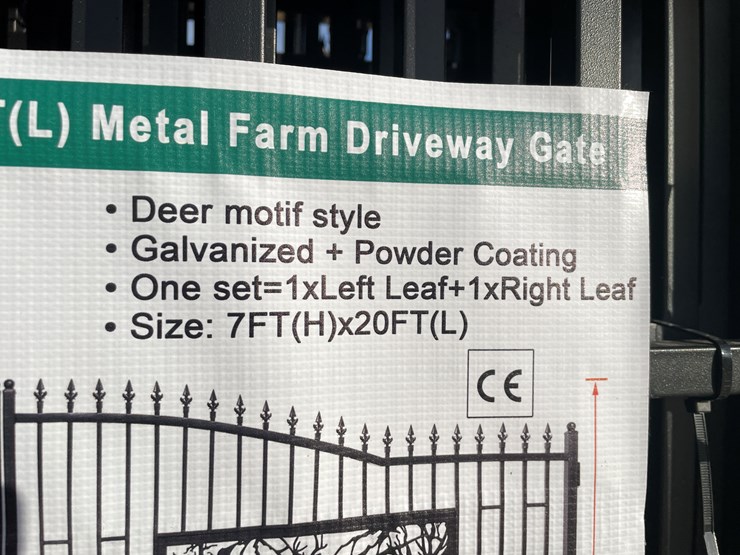 (L) Metal Farm Driveway Gate
• Deer motif style
• Galvanized + Powder Coating
• One set=1xLeft Leaf+1xRight Leaf
• Size: 7FT(H)x20FT(L)
CE